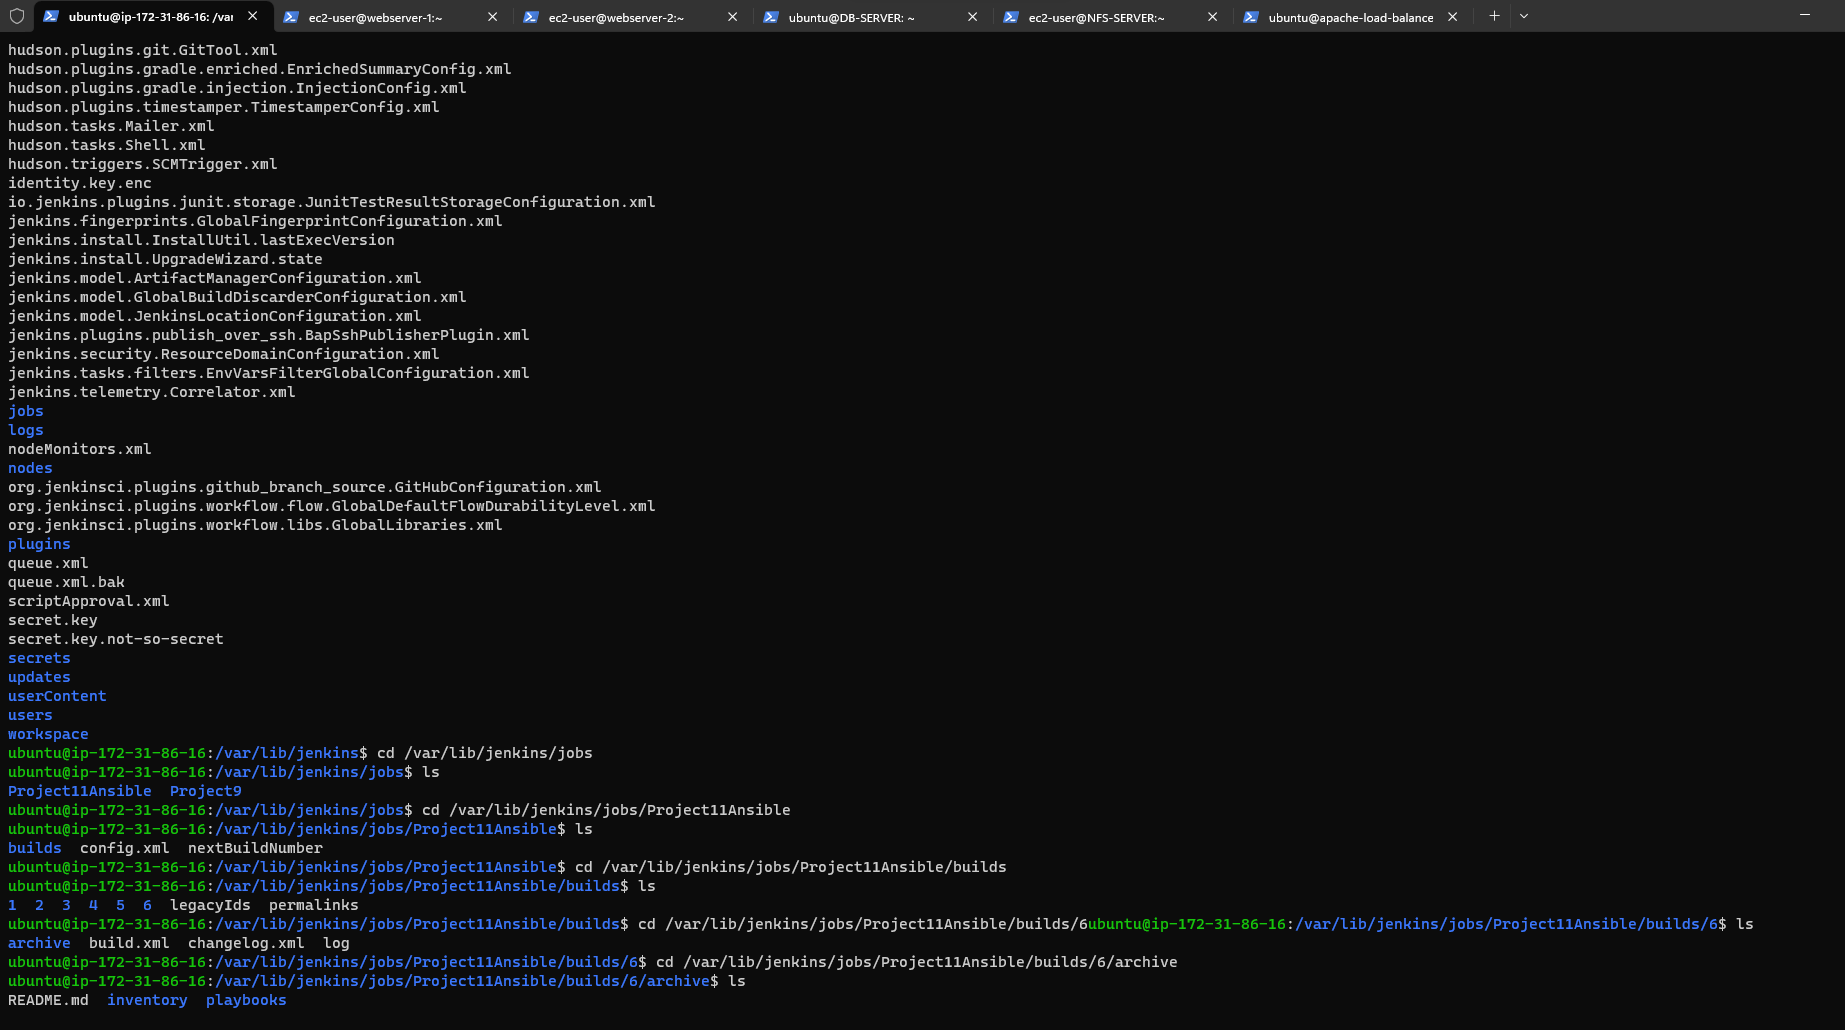 ubuntu@ip-172-31-86-16: /var ec2-user@webserver-1:~ ec2-user@webserver-2:~ ubuntu@DB-SERVER: ~ ec2-user@NFS-SERVER:~ ubuntu@apache-load-balance
hudson.plugins.git.GitTool.xml
hudson.plugins.gradle.enriched.EnrichedSummaryConfig.xml
hudson.plugins.gradle.injection.InjectionConfig.xml
hudson.plugins.timestamper.TimestamperConfig.xml
hudson.tasks.Mailer.xml
hudson.tasks.Shell.xml
hudson.triggers.SCMTrigger.xml
identity.key.enc
io.jenkins.plugins.junit.storage.JunitTestResultStorageConfiguration.xml
jenkins.fingerprints.GlobalFingerprintConfiguration.xml
jenkins.install.InstallUtil.lastExecVersion
jenkins.install.UpgradeWizard.state
jenkins.model.ArtifactManagerConfiguration.xml
jenkins.model.GlobalBuildDiscarderConfiguration.xml
jenkins.model.JenkinsLocationConfiguration.xml
jenkins.plugins.publish_over_ssh.BapSshPublisherPlugin.xml
jenkins.security.ResourceDomainConfiguration.xml
jenkins.tasks.filters.EnvVarsFilterGlobalConfiguration.xml
jenkins.telemetry.Correlator.xml
jobs
logs
nodeMonitors.xml
nodes
org.jenkinsci.plugins.github_branch_source.GitHubConfiguration.xml
org.jenkinsci.plugins.workflow.flow.GlobalDefaultFlowDurabilityLevel.xml
org.jenkinsci.plugins.workflow.libs.GlobalLibraries.xml
plugins
queue.xml
queue.xml.bak
scriptApproval.xml
secret.key
secret.key.not-so-secret
secrets
updates
userContent
users
workspace
ubuntu@ip-172-31-86-16:/var/lib/jenkins$ cd /var/lib/jenkins/jobs
ubuntu@ip-172-31-86-16:/var/lib/jenkins/jobs$ ls
Project11Ansible  Project9
ubuntu@ip-172-31-86-16:/var/lib/jenkins/jobs$ cd /var/lib/jenkins/jobs/Project11Ansible
ubuntu@ip-172-31-86-16:/var/lib/jenkins/jobs/Project11Ansible$ ls
builds  config.xml  nextBuildNumber
ubuntu@ip-172-31-86-16:/var/lib/jenkins/jobs/Project11Ansible$ cd /var/lib/jenkins/jobs/Project11Ansible/builds
ubuntu@ip-172-31-86-16:/var/lib/jenkins/jobs/Project11Ansible/builds$ ls
1  2  3  4  5  6  legacyIds  permalinks
ubuntu@ip-172-31-86-16:/var/lib/jenkins/jobs/Project11Ansible/builds$ cd /var/lib/jenkins/jobs/Project11Ansible/builds/6ubuntu@ip-172-31-86-16:/var/lib/jenkins/jobs/Project11Ansible/builds/6$ ls
archive  build.xml  changelog.xml  log
ubuntu@ip-172-31-86-16:/var/lib/jenkins/jobs/Project11Ansible/builds/6$ cd /var/lib/jenkins/jobs/Project11Ansible/builds/6/archive
ubuntu@ip-172-31-86-16:/var/lib/jenkins/jobs/Project11Ansible/builds/6/archive$ ls
README.md  inventory  playbooks